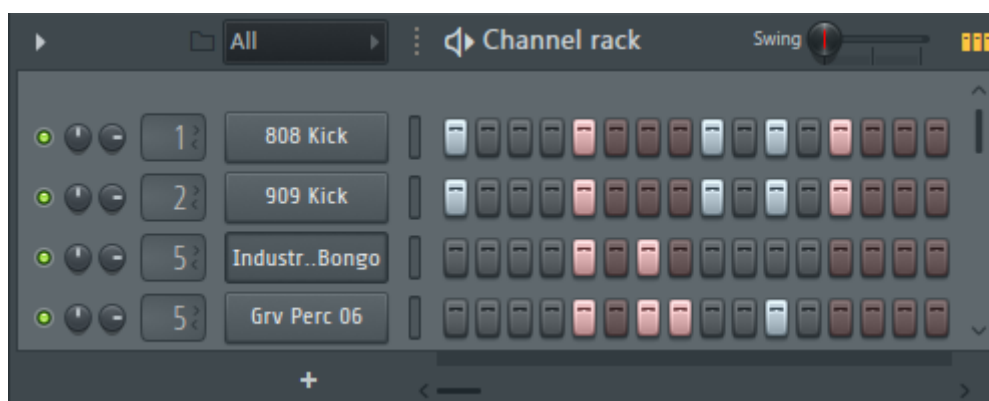 All Channel rack Swing
1 808 Kick
2 909 Kick
5 Industr..Bongo
5 Grv Perc 06
+